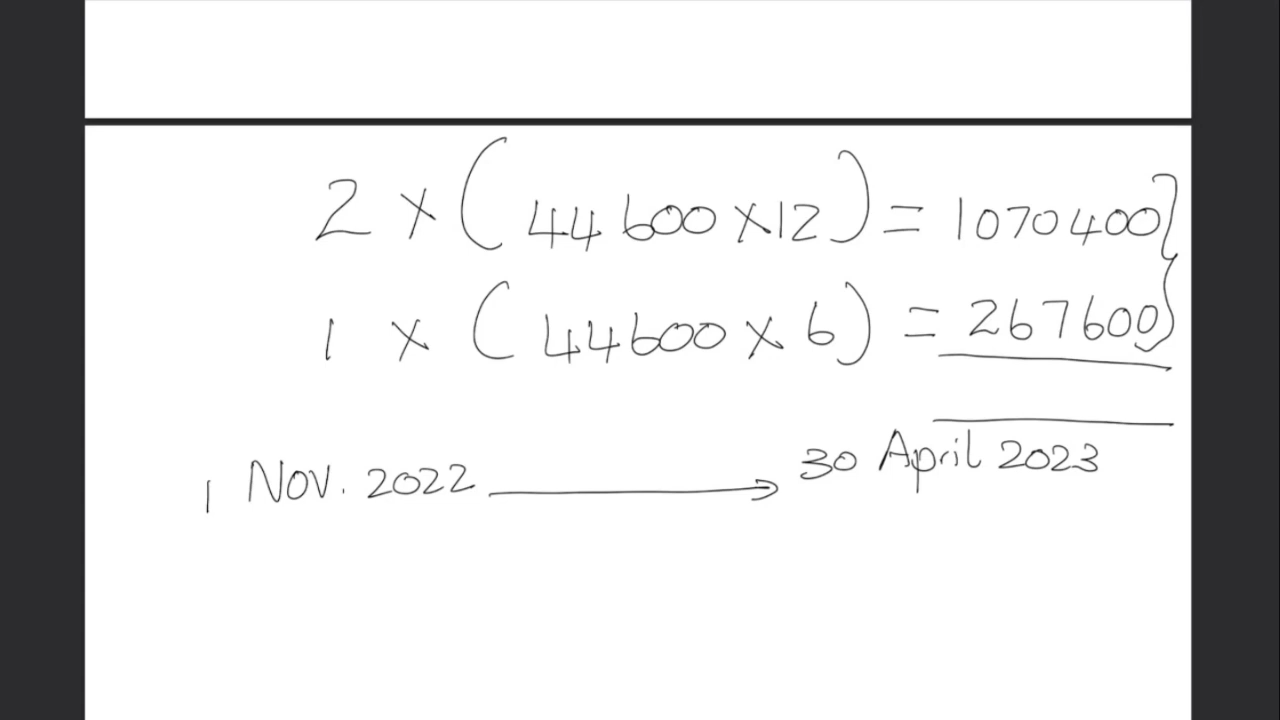 2 × ( 44600 ×12 ) = 1070400 }
1 × ( 44600 × 6 ) = 267600 }
1 Nov. 2022 ⟶ 30 April 2023